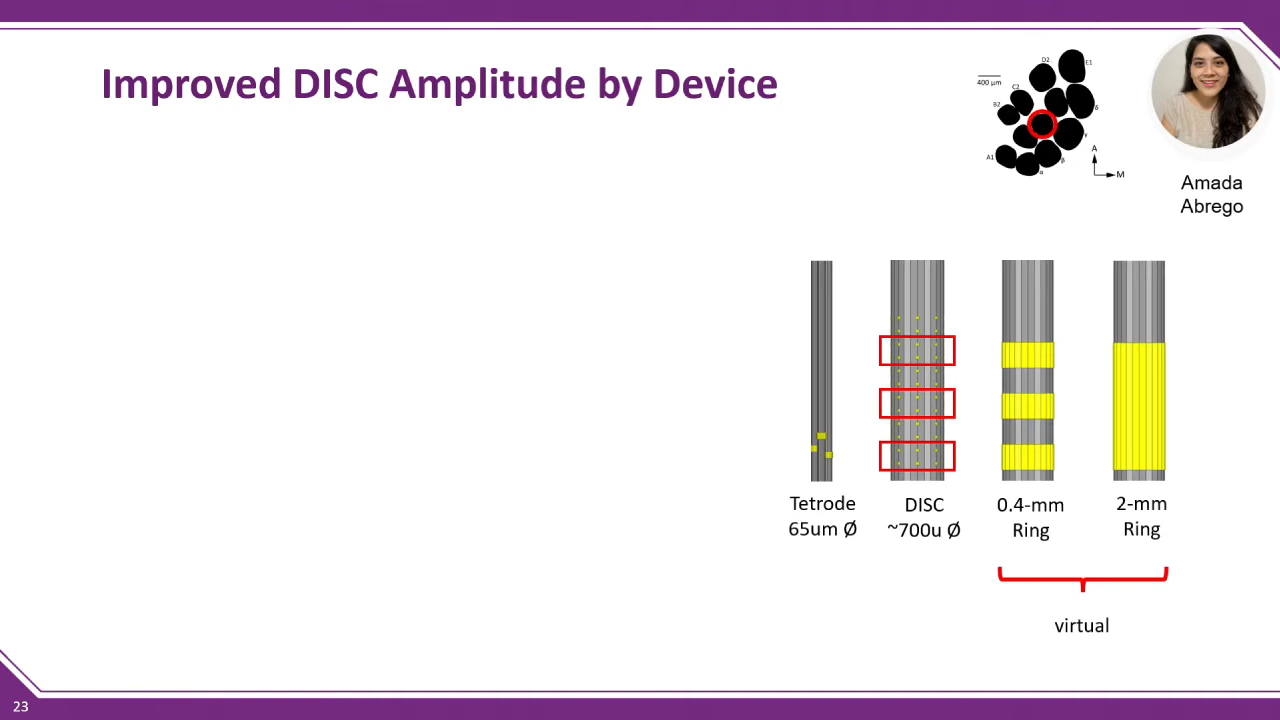 Improved DISC Amplitude by Device
400 µm
D2
E1
C2
B2
δ
γ
A1
β
α
A
M
Amada
Abrego
Tetrode
65um Ø
DISC
~700u Ø
0.4-mm
Ring
2-mm
Ring
virtual
23